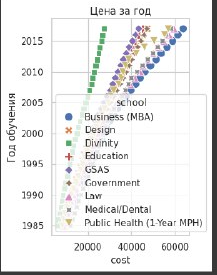 Цена за год
2015
2010
2005
2000
1995
1990
1985
Год обучения
school
Business (MBA)
Design
Divinity
Education
GSAS
Government
Law
Medical/Dental
Public Health (1-Year MPH)
20000 40000 60000
cost